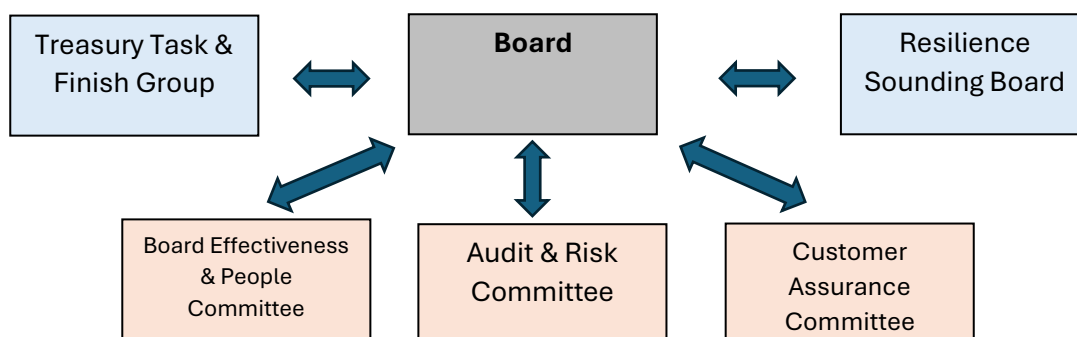 Treasury Task &
Finish Group
Board
Resilience
Sounding Board
Board Effectiveness
& People
Committee
Audit & Risk
Committee
Customer
Assurance
Committee